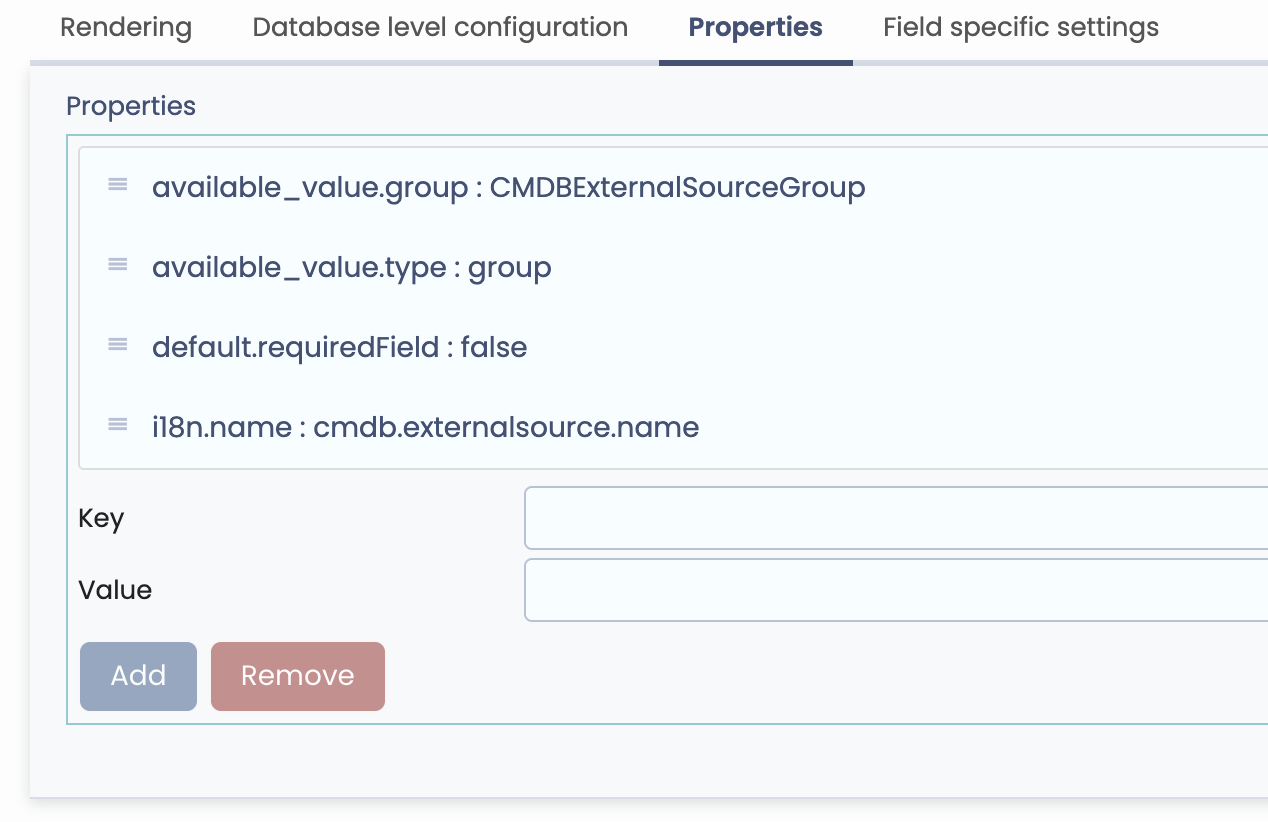 Rendering Database level configuration Properties Field specific settings
Properties
available_value.group : CMDBExternalSourceGroup
available_value.type : group
default.requiredField : false
i18n.name : cmdb.externalsource.name
Key
Value
Add Remove